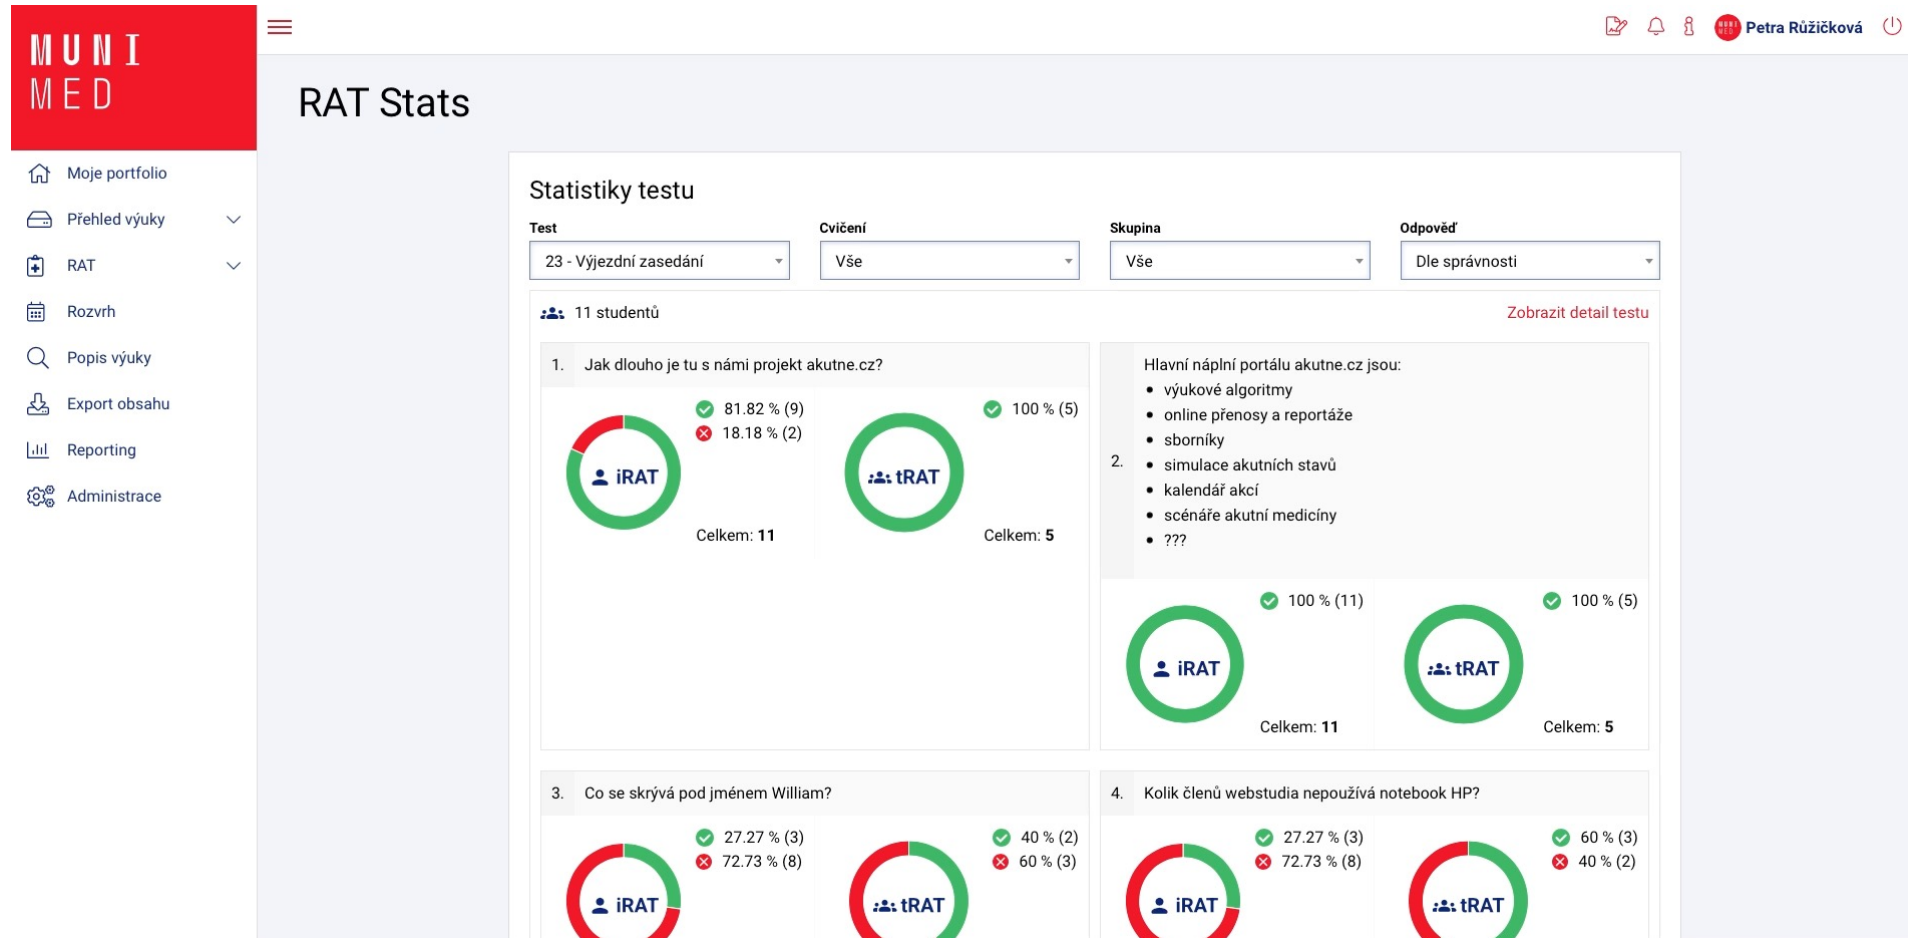 MUNI
MED
Petra Růžičková
Moje portfolio
Přehled výuky
RAT
Rozvrh
Popis výuky
Export obsahu
Reporting
Administrace
RAT Stats
Statistiky testu
Test
Cvičení
Skupina
Odpověď
23 - Výjezdní zasedání
Vše
Vše
Dle správnosti
11 studentů
Zobrazit detail testu
1. Jak dlouho je tu s námi projekt akutne.cz?
iRAT
81.82 % (9)
18.18 % (2)
Celkem: 11
tRAT
100 % (5)
Celkem: 5
2.
Hlavní náplní portálu akutne.cz jsou:
• výukové algoritmy
• online přenosy a reportáže
• sborníky
• simulace akutních stavů
• kalendář akcí
• scénáře akutní medicíny
• ???
iRAT
100 % (11)
Celkem: 11
tRAT
100 % (5)
Celkem: 5
3. Co se skrývá pod jménem William?
iRAT
27.27 % (3)
72.73 % (8)
tRAT
40 % (2)
60 % (3)
4. Kolik členů webstudia nepoužívá notebook HP?
iRAT
27.27 % (3)
72.73 % (8)
tRAT
60 % (3)
40 % (2)